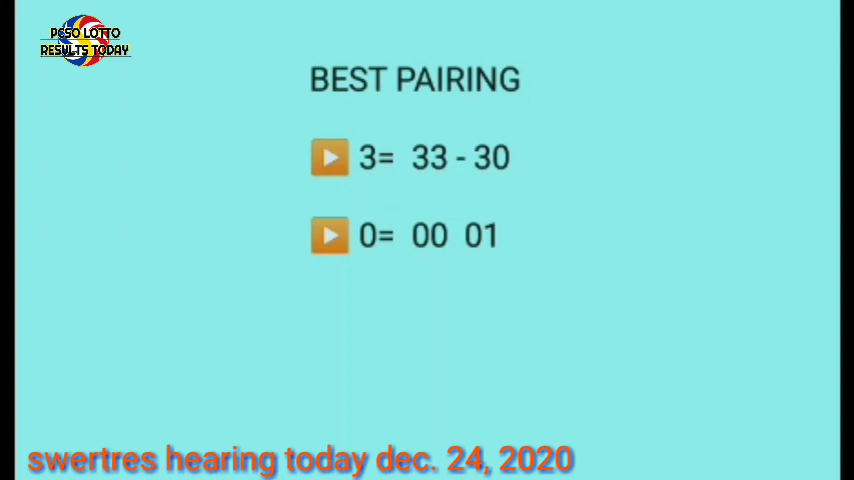 PCSO LOTTO
RESULTS TODAY
BEST PAIRING
3= 33 - 30
0= 00 01
swertres hearing today dec. 24, 2020